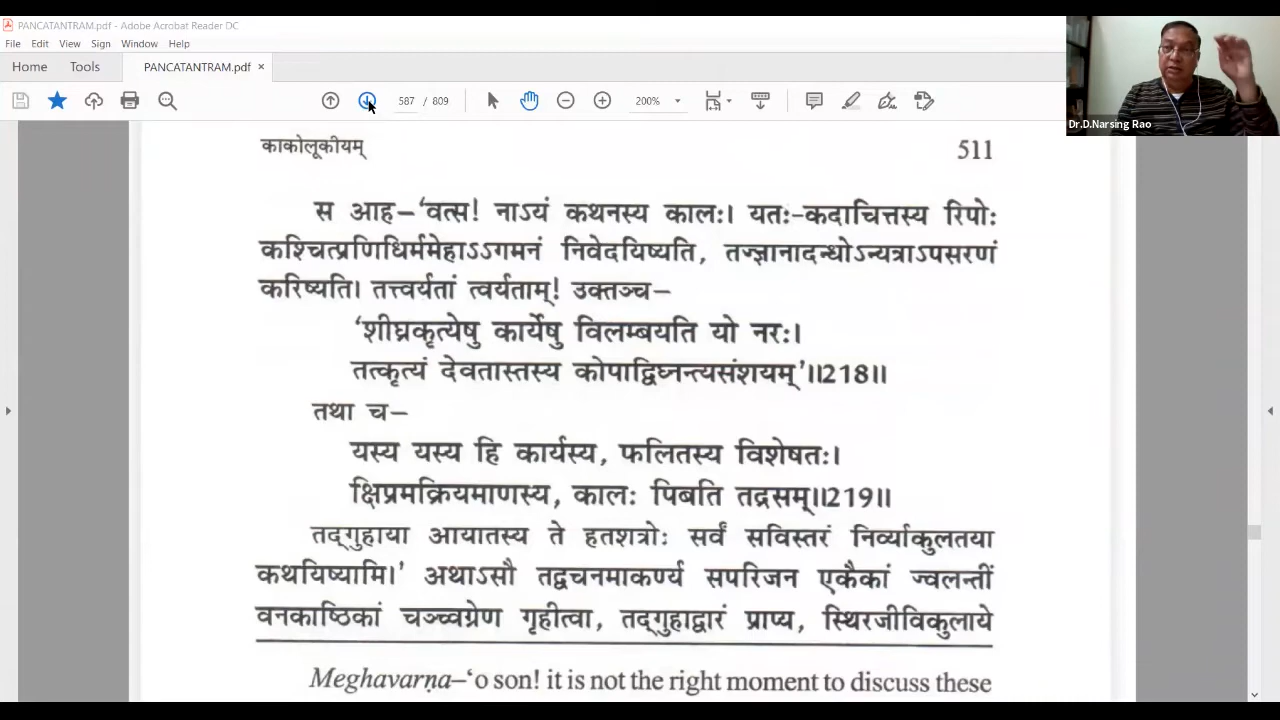 PANCATANTRAM.pdf - Adobe Acrobat Reader DC
File Edit View Sign Window Help
Home Tools PANCATANTRAM.pdf ×
587 / 809 200%
Dr.D.Narsing Rao
काकोलूकीयम् 511
स आह–‘वत्स! नाऽयं कथनस्य कालः। यतः-कदाचित्तस्य रिपोः
कश्चित्प्रणिधिर्ममेहाऽऽगमनं निवेदयिष्यति, तज्ज्ञानादन्धोऽन्यत्राऽपसरणं
करिष्यति। तत्त्वर्यतां त्वर्यताम्! उक्तञ्च–
‘शीघ्रकृत्येषु कार्येषु विलम्बयति यो नरः।
तत्कृत्यं देवतास्तस्य कोपाद्विघ्नन्त्यसंशयम्’॥218॥
तथा च–
यस्य यस्य हि कार्यस्य, फलितस्य विशेषतः।
क्षिप्रमक्रियमाणस्य, कालः पिबति तद्रसम्॥219॥
तद्गुहाया आयातस्य ते हतशत्रोः सर्वं सविस्तरं निर्व्याकुलतया
कथयिष्यामि।’ अथाऽसौ तद्वचनमाकर्ण्य सपरिजन एकैकां ज्वलन्तीं
वनकाष्ठिकां चञ्च्वग्रेण गृहीत्वा, तद्गुहाद्वारं प्राप्य, स्थिरजीविकुलाये
Meghavarṇa–‘o son! it is not the right moment to discuss these